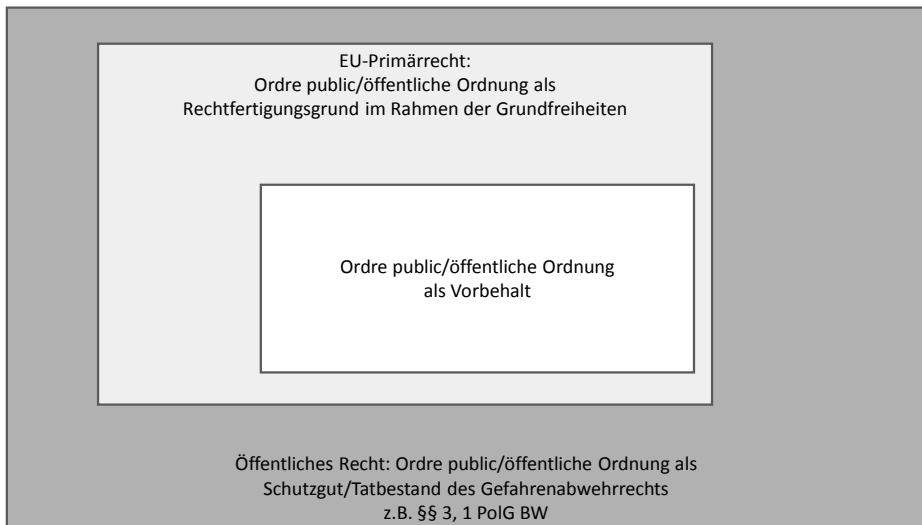 EU-Primärrecht:
Ordre public/öffentliche Ordnung als
Rechtfertigungsgrund im Rahmen der Grundfreiheiten
Ordre public/öffentliche Ordnung
als Vorbehalt
Öffentliches Recht: Ordre public/öffentliche Ordnung als
Schutzgut/Tatbestand des Gefahrenabwehrrechts
z.B. §§ 3, 1 PolG BW